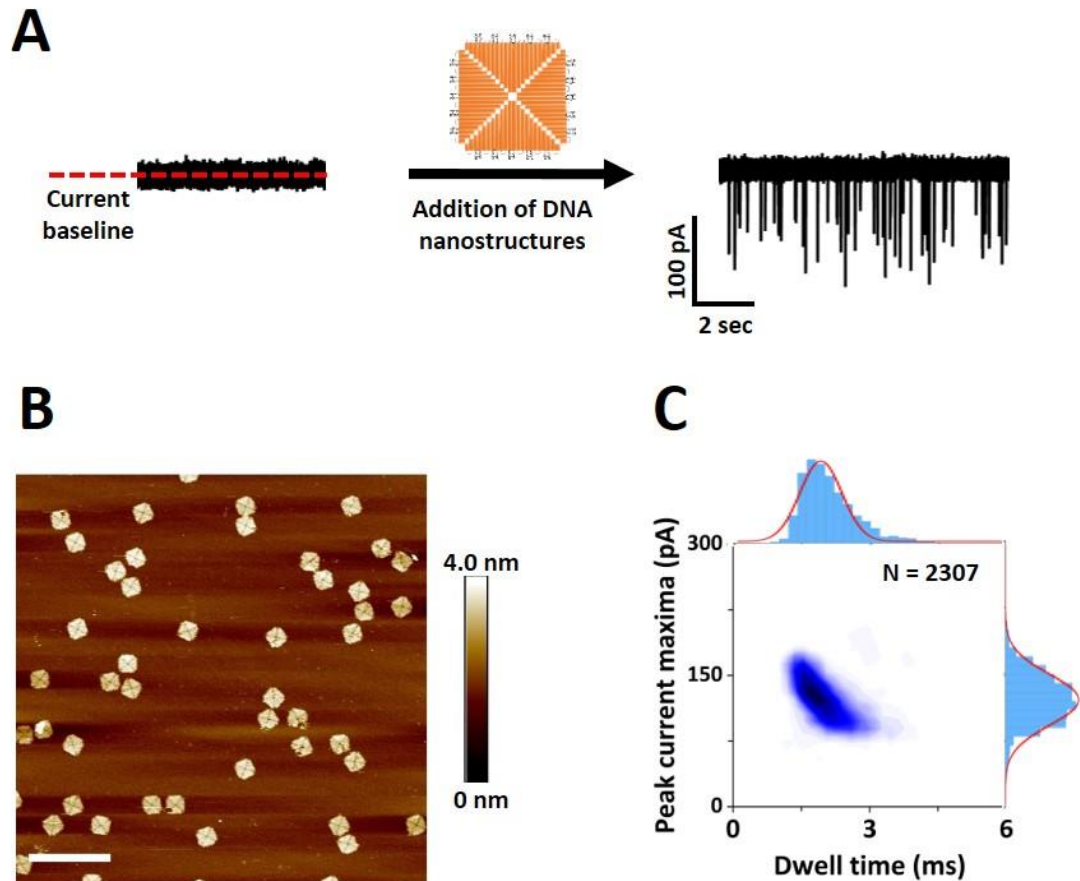 A
Current
baseline
Addition of DNA
nanostructures
100 pA
2 sec
B
4.0 nm
0 nm
C
N = 2307
Peak current maxima (pA)
300
150
0
0
3
6
Dwell time (ms)